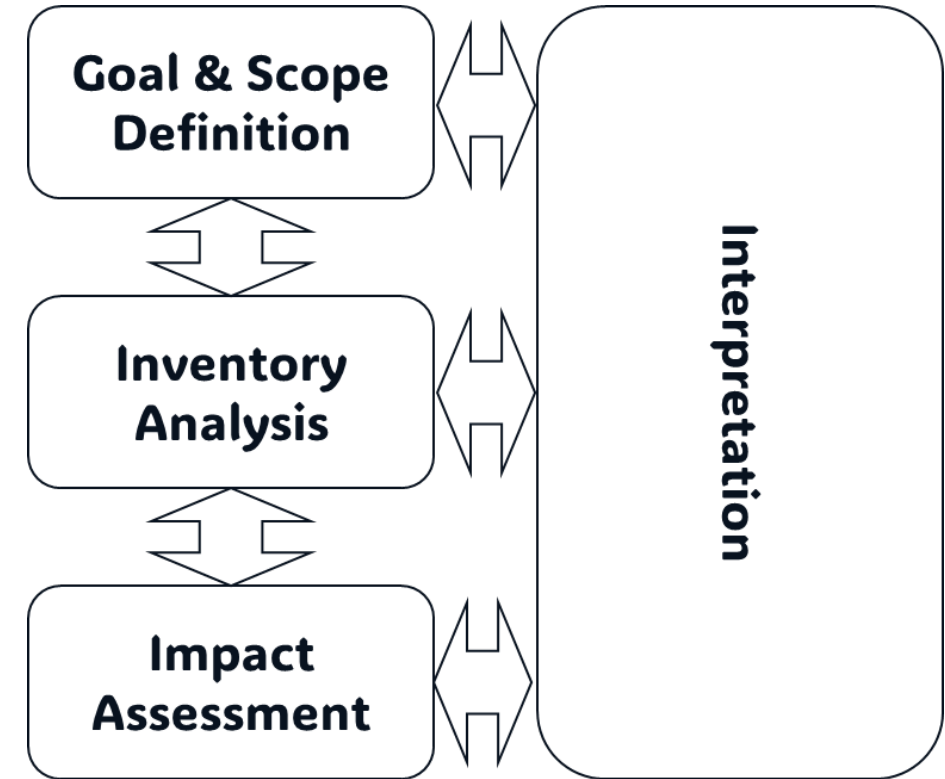 Goal & Scope
Definition
Inventory
Analysis
Impact
Assessment
Interpretation